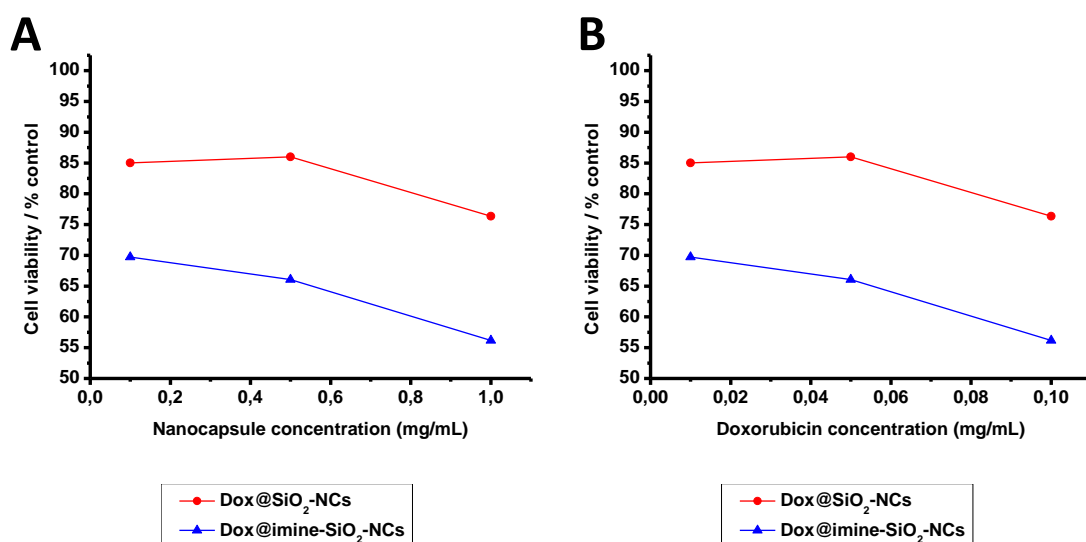 A
Cell viability / % control
100
95
90
85
80
75
70
65
60
55
50
0,0 0,2 0,4 0,6 0,8 1,0
Nanocapsule concentration (mg/mL)
Dox@SiO₂-NCs
Dox@imine-SiO₂-NCs
B
Cell viability / % control
100
95
90
85
80
75
70
65
60
55
50
0,00 0,02 0,04 0,06 0,08 0,10
Doxorubicin concentration (mg/mL)
Dox@SiO₂-NCs
Dox@imine-SiO₂-NCs